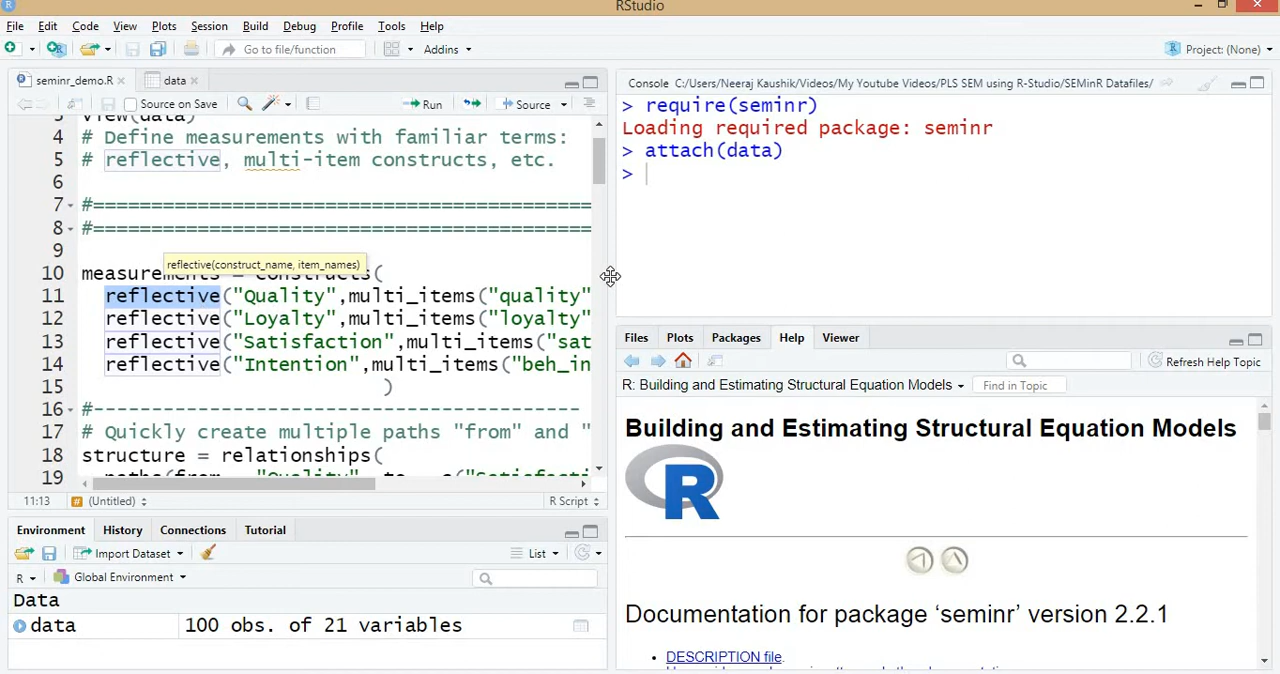 RStudio
File Edit Code View Plots Session Build Debug Profile Tools Help
Go to file/function Addins Project: (None)
seminr_demo.R data
Source on Save Run Source
3 View(data)
4 # Define measurements with familiar terms:
5 # reflective, multi-item constructs, etc.
6
7 #============================================
8 #============================================
9
reflective(construct_name, item_names)
10 measurements = constructs(
11 reflective("Quality",multi_items("quality"
12 reflective("Loyalty",multi_items("loyalty"
13 reflective("Satisfaction",multi_items("sat
14 reflective("Intention",multi_items("beh_in
15 )
16 #-----------------------------------------
17 # Quickly create multiple paths "from" and "
18 structure = relationships(
19
11:13 (Untitled) R Script
Environment History Connections Tutorial
Import Dataset List
R Global Environment
Data
data 100 obs. of 21 variables
Console C:/Users/Neeraj Kaushik/Videos/My Youtube Videos/PLS SEM using R-Studio/SEMinR Datafiles/
> require(seminr)
Loading required package: seminr
> attach(data)
>
Files Plots Packages Help Viewer
Refresh Help Topic
R: Building and Estimating Structural Equation Models Find in Topic
Building and Estimating Structural Equation Models
R
Documentation for package ‘seminr’ version 2.2.1
DESCRIPTION file.